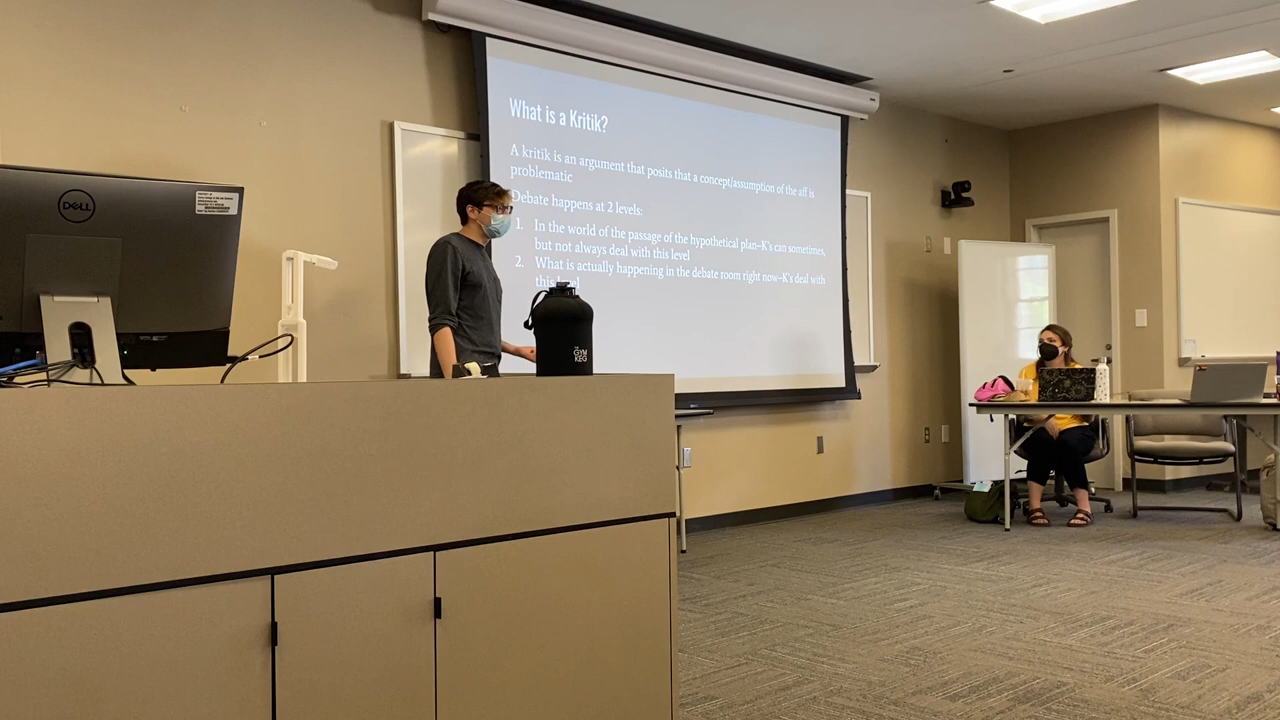 What is a Kritik?
A kritik is an argument that posits that a concept/assumption of the aff is
problematic
Debate happens at 2 levels:
1. In the world of the passage of the hypothetical plan–K's can sometimes,
but not always deal with this level
2. What is actually happening in the debate room right now–K's deal with
this level
DELL
THE
GYM
KEG